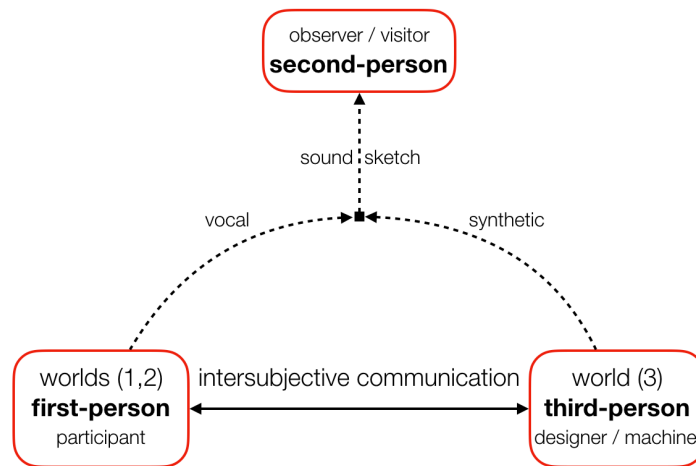 observer / visitor
second-person
sound sketch
vocal
synthetic
worlds (1,2)
first-person
participant
intersubjective communication
world (3)
third-person
designer / machine